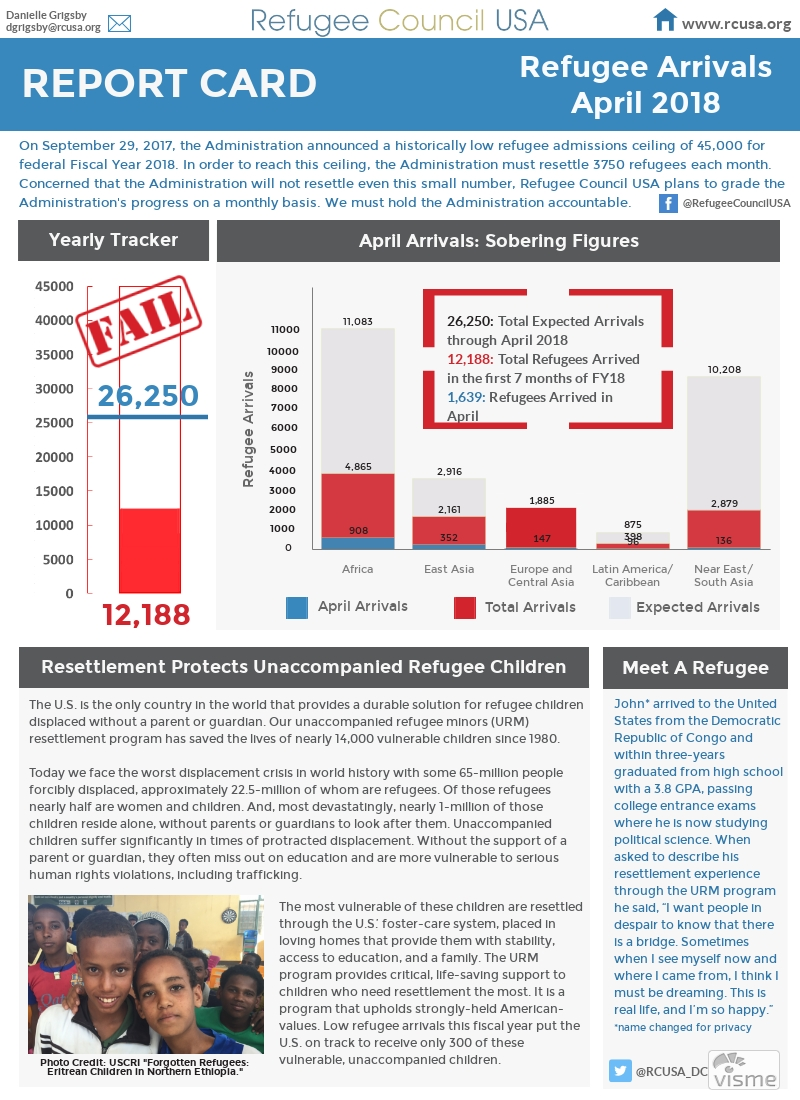 Danielle Grigsby
dgrigsby@rcusa.org
Refugee Council USA
www.rcusa.org
REPORT CARD
Refugee Arrivals
April 2018
On September 29, 2017, the Administration announced a historically low refugee admissions ceiling of 45,000 for
federal Fiscal Year 2018. In order to reach this ceiling, the Administration must resettle 3750 refugees each month.
Concerned that the Administration will not resettle even this small number, Refugee Council USA plans to grade the
Administration's progress on a monthly basis. We must hold the Administration accountable.
@RefugeeCouncilUSA
Yearly Tracker
45000
40000
35000
30000
25000
20000
15000
10000
5000
0
FAIL
26,250
12,188
April Arrivals: Sobering Figures
Refugee Arrivals
11000
10000
9000
8000
7000
6000
5000
4000
3000
2000
1000
0
26,250: Total Expected Arrivals
through April 2018
12,188: Total Refugees Arrived
in the first 7 months of FY18
1,639: Refugees Arrived in
April
11,083
4,865
908
2,916
2,161
352
1,885
147
875
398
96
10,208
2,879
136
Africa
East Asia
Europe and
Central Asia
Latin America/
Caribbean
Near East/
South Asia
April Arrivals
Total Arrivals
Expected Arrivals
Resettlement Protects Unaccompanied Refugee Children
The U.S. is the only country in the world that provides a durable solution for refugee children
displaced without a parent or guardian. Our unaccompanied refugee minors (URM)
resettlement program has saved the lives of nearly 14,000 vulnerable children since 1980.
Today we face the worst displacement crisis in world history with some 65-million people
forcibly displaced, approximately 22.5-million of whom are refugees. Of those refugees
nearly half are women and children. And, most devastatingly, nearly 1-million of those
children reside alone, without parents or guardians to look after them. Unaccompanied
children suffer significantly in times of protracted displacement. Without the support of a
parent or guardian, they often miss out on education and are more vulnerable to serious
human rights violations, including trafficking.
The most vulnerable of these children are resettled
through the U.S.' foster-care system, placed in
loving homes that provide them with stability,
access to education, and a family. The URM
program provides critical, life-saving support to
children who need resettlement the most. It is a
program that upholds strongly-held American-
values. Low refugee arrivals this fiscal year put the
U.S. on track to receive only 300 of these
vulnerable, unaccompanied children.
Photo Credit: USCRI "Forgotten Refugees:
Eritrean Children in Northern Ethiopia."
Meet A Refugee
John* arrived to the United
States from the Democratic
Republic of Congo and
within three-years
graduated from high school
with a 3.8 GPA, passing
college entrance exams
where he is now studying
political science. When
asked to describe his
resettlement experience
through the URM program
he said, "I want people in
despair to know that there
is a bridge. Sometimes
when I see myself now and
where I came from, I think I
must be dreaming. This is
real life, and I'm so happy."
*name changed for privacy
@RCUSA_DC
visme